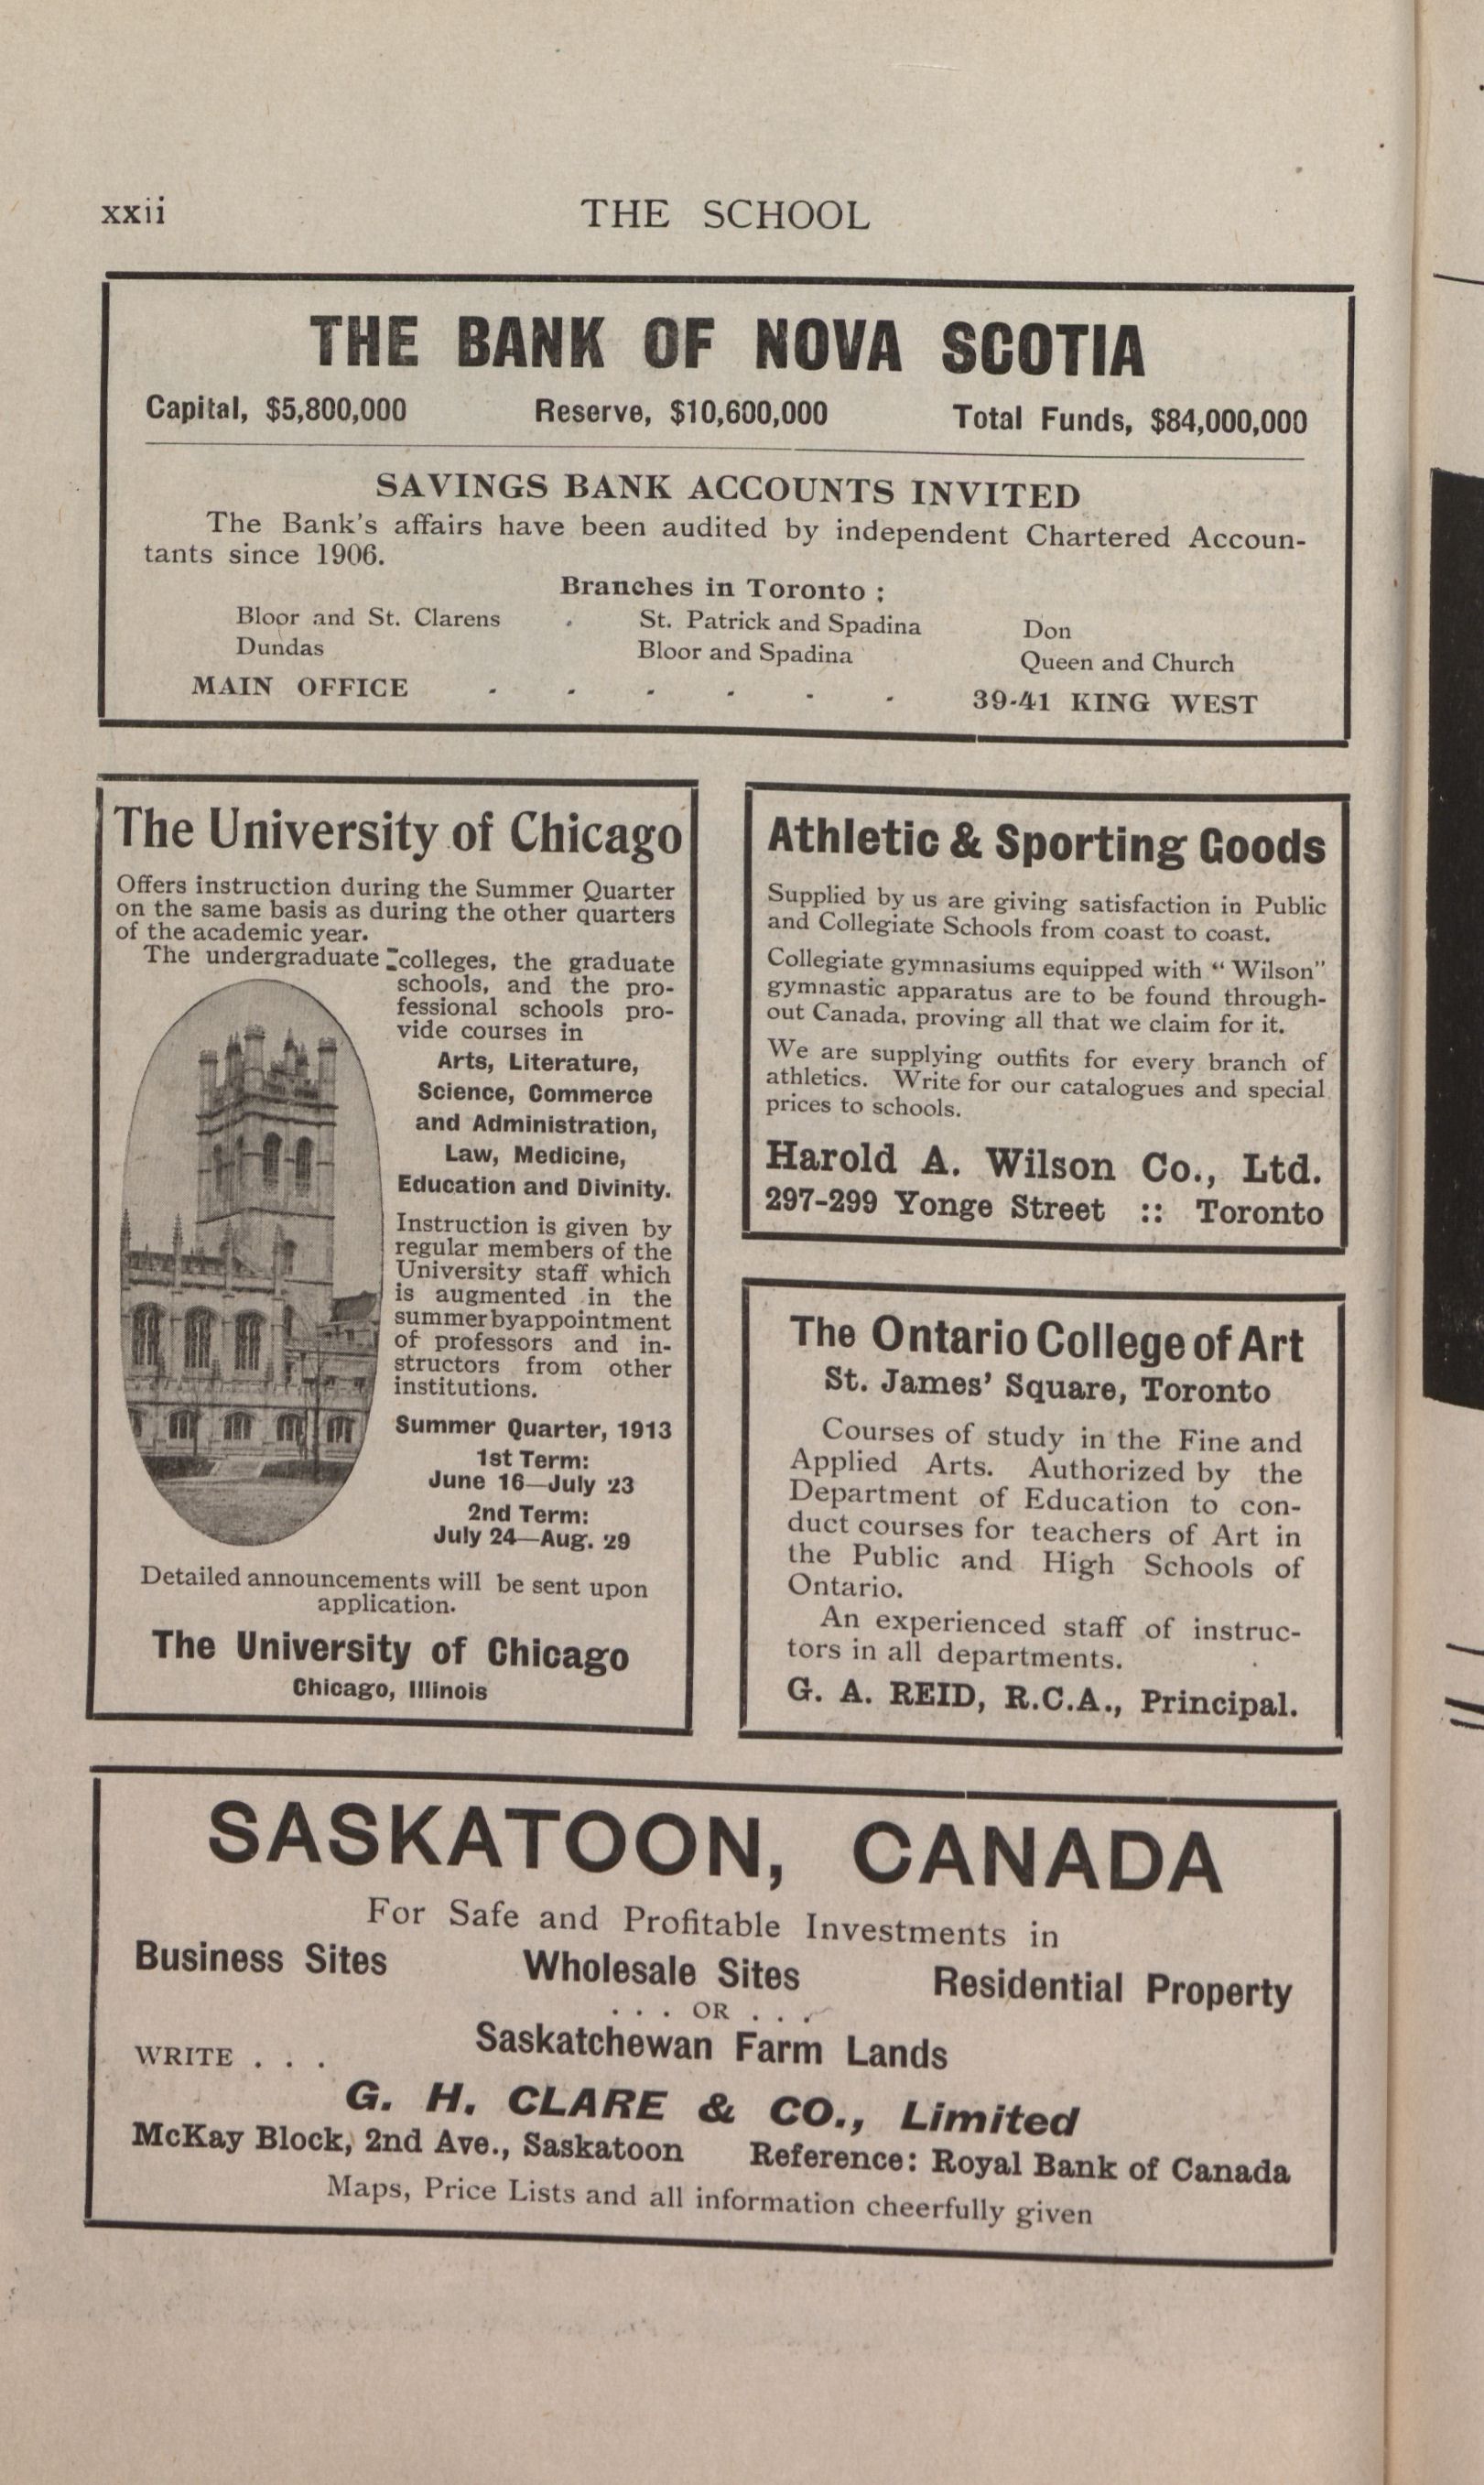 xxii THE SCHOOL
THE BANK OF NOVA SCOTIA
Capital, $5,800,000 Reserve, $10,600,000 Total Funds, $84,000,000
SAVINGS BANK ACCOUNTS INVITED
The Bank's affairs have been audited by independent Chartered Accoun-
tants since 1906.
Branches in Toronto :
Bloor and St. Clarens St. Patrick and Spadina Don
Dundas Bloor and Spadina Queen and Church
MAIN OFFICE - - - - - - 39-41 KING WEST
The University of Chicago
Offers instruction during the Summer Quarter
on the same basis as during the other quarters
of the academic year.
The undergraduate colleges, the graduate
schools, and the pro-
fessional schools pro-
vide courses in
Arts, Literature,
Science, Commerce
and Administration,
Law, Medicine,
Education and Divinity.
Instruction is given by
regular members of the
University staff which
is augmented in the
summer by appointment
of professors and in-
structors from other
institutions.
Summer Quarter, 1913
1st Term:
June 16—July 23
2nd Term:
July 24—Aug. 29
Detailed announcements will be sent upon
application.
The University of Chicago
Chicago, Illinois
Athletic & Sporting Goods
Supplied by us are giving satisfaction in Public
and Collegiate Schools from coast to coast.
Collegiate gymnasiums equipped with "Wilson"
gymnastic apparatus are to be found through-
out Canada, proving all that we claim for it.
We are supplying outfits for every branch of
athletics. Write for our catalogues and special
prices to schools.
Harold A. Wilson Co., Ltd.
297-299 Yonge Street :: Toronto
The Ontario College of Art
St. James' Square, Toronto
Courses of study in the Fine and
Applied Arts. Authorized by the
Department of Education to con-
duct courses for teachers of Art in
the Public and High Schools of
Ontario.
An experienced staff of instruc-
tors in all departments.
G. A. REID, R.C.A., Principal.
SASKATOON, CANADA
For Safe and Profitable Investments in
Business Sites Wholesale Sites Residential Property
. . . OR . . .
Saskatchewan Farm Lands
WRITE . . .
G. H. CLARE & CO., Limited
McKay Block, 2nd Ave., Saskatoon Reference: Royal Bank of Canada
Maps, Price Lists and all information cheerfully given